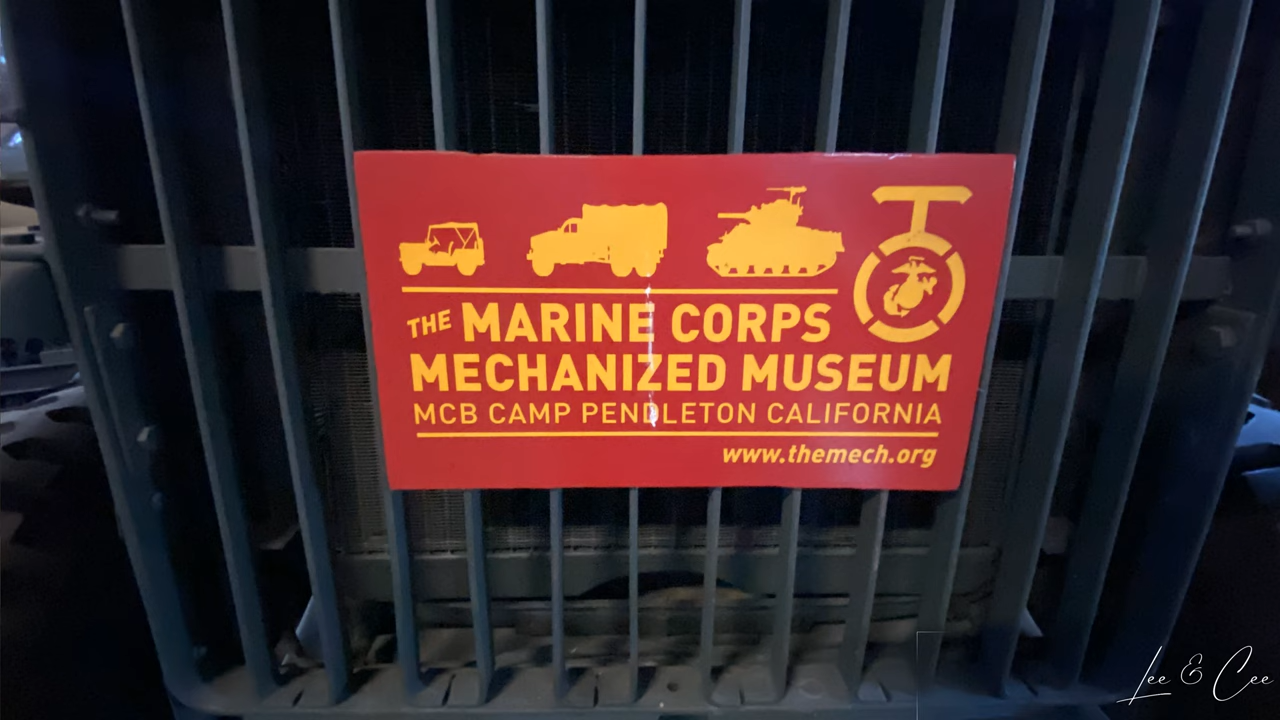 THE MARINE CORPS
MECHANIZED MUSEUM
MCB CAMP PENDLETON CALIFORNIA
www.themech.org
Lee & Cee